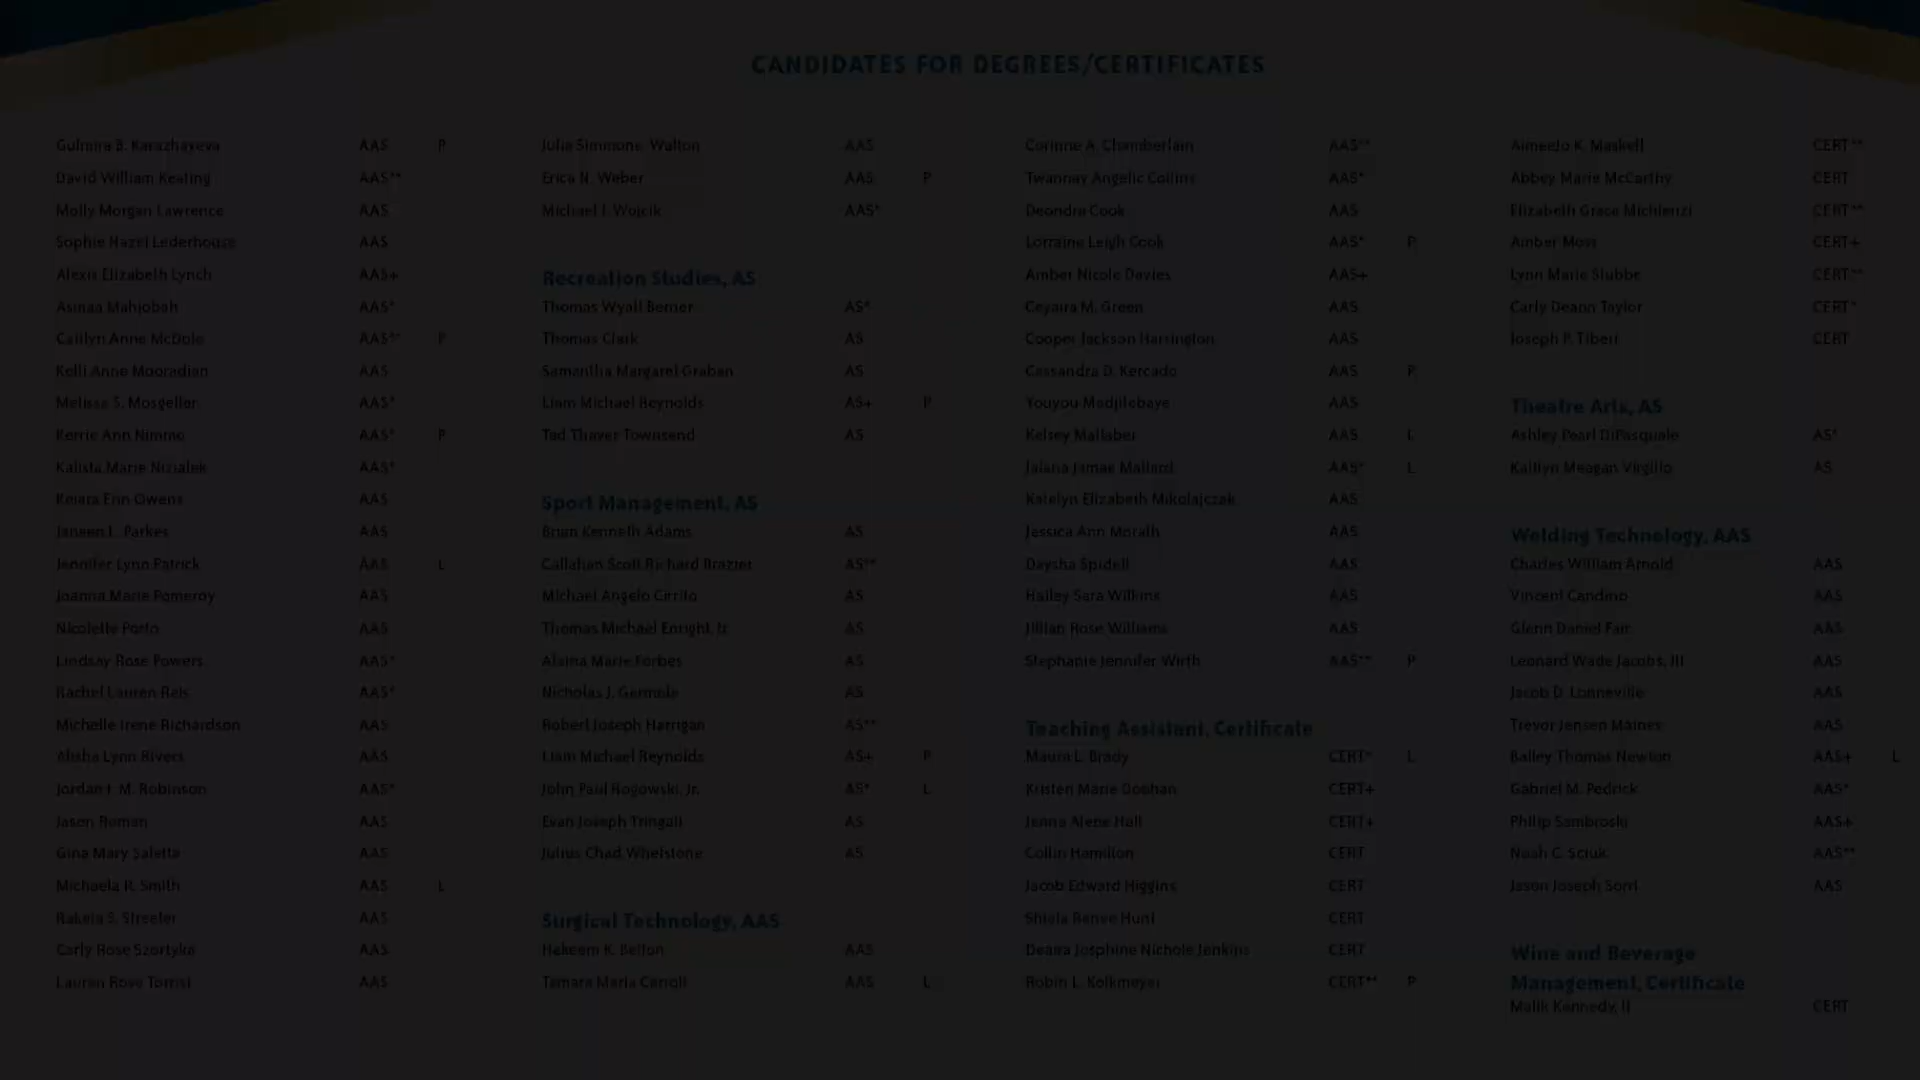 CANDIDATES FOR DEGREES/CERTIFICATES
Gulnora B. Karazhayeva AAS P
David William Keating AAS**
Molly Morgan Lawrence AAS
Sophie Hazel Lederhouse AAS
Alexis Elizabeth Lynch AAS+
Asmaa Mahjobah AAS*
Caitlyn Anne McDole AAS** P
Kelli Anne Mooradian AAS
Melissa S. Mosgeller AAS*
Kerrie Ann Nimmo AAS* P
Kalista Marie Nizialek AAS*
Keiara Erin Owens AAS
Janeen L. Parkes AAS
Jennifer Lynn Patrick AAS L
Joanna Marie Pomeroy AAS
Nicolette Porto AAS
Lindsay Rose Powers AAS*
Rachel Lauren Reis AAS*
Michelle Irene Richardson AAS
Alisha Lynn Rivers AAS
Jordan I. M. Robinson AAS*
Jason Roman AAS
Gina Mary Saletta AAS
Michaela R. Smith AAS L
Rakeia S. Streeter AAS
Carly Rose Szortyka AAS
Lauren Rose Torrisi AAS
Julia Simmone Walton AAS
Erica N. Weber AAS P
Michael J. Wojcik AAS*
Recreation Studies, AS
Thomas Wyatt Berner AS*
Thomas Clark AS
Samantha Margaret Graban AS
Liam Michael Reynolds AS+ P
Tad Thayer Townsend AS
Sport Management, AS
Brian Kenneth Adams AS
Callahan Scott Richard Brazier AS**
Michael Angelo Cirrito AS
Thomas Michael Enright, Jr. AS
Alaina Marie Forbes AS
Nicholas J. Germole AS
Robert Joseph Harrigan AS**
Liam Michael Reynolds AS+ P
John Paul Rogowski, Jr. AS* L
Evan Joseph Tringali AS
Julius Chad Whetstone AS
Surgical Technology, AAS
Hakeem K. Belton AAS
Tamara Maria Carroll AAS L
Corinne A. Chamberlain AAS**
Twannay Angelic Collins AAS*
Deondra Cook AAS
Lorraine Leigh Cook AAS* P
Amber Nicole Davies AAS+
Ceyaira M. Green AAS
Cooper Jackson Harrington AAS
Cassandra D. Kercado AAS P
Youyou Madjilebaye AAS
Kelsey Mallaber AAS L
Jaiana Jamae Mallard AAS* L
Katelyn Elizabeth Mikolajczak AAS
Jessica Ann Morath AAS
Daysha Spidell AAS
Hailey Sara Wilkins AAS
Jillian Rose Williams AAS
Stephanie Jennifer Wirth AAS** P
Teaching Assistant, Certificate
Maura L. Brady CERT* L
Kristen Marie Doohan CERT+
Jenna Alene Hall CERT+
Collin Hamilton CERT
Jacob Edward Higgins CERT
Shiela Renee Hunt CERT
Deana Josphine Nichole Jenkins CERT
Robin L. Kolkmeyer CERT** P
AimeeJo K. Maskell CERT**
Abbey Marie McCarthy CERT
Elizabeth Grace Michienzi CERT**
Amber Moss CERT+
Lynn Marie Stubbe CERT**
Carly Deann Taylor CERT*
Joseph P. Tiberi CERT
Theatre Arts, AS
Ashley Pearl DiPasquale AS*
Kaitlyn Meagan Virgilio AS
Welding Technology, AAS
Charles William Arnold AAS
Vincent Candino AAS
Glenn Daniel Farr AAS
Leonard Wade Jacobs, III AAS
Jacob D. Lonneville AAS
Trevor Jensen Maines AAS
Bailey Thomas Newton AAS+ L
Gabriel M. Pedrick AAS*
Philip Sambroski AAS+
Noah C. Sciuk AAS**
Jason Joseph Sorri AAS
Wine and Beverage
Management, Certificate
Malik Kennedy, II CERT